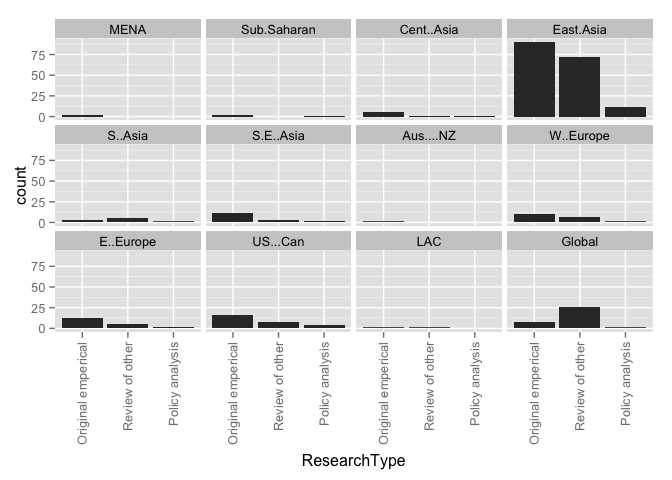 MENA Sub.Saharan Cent..Asia East.Asia
75
50
25
0
S..Asia S.E..Asia Aus....NZ W..Europe
75
50
25
0
count
E..Europe US...Can LAC Global
75
50
25
0
Original emperical Review of other Policy analysis Original emperical Review of other Policy analysis Original emperical Review of other Policy analysis Original emperical Review of other Policy analysis
ResearchType